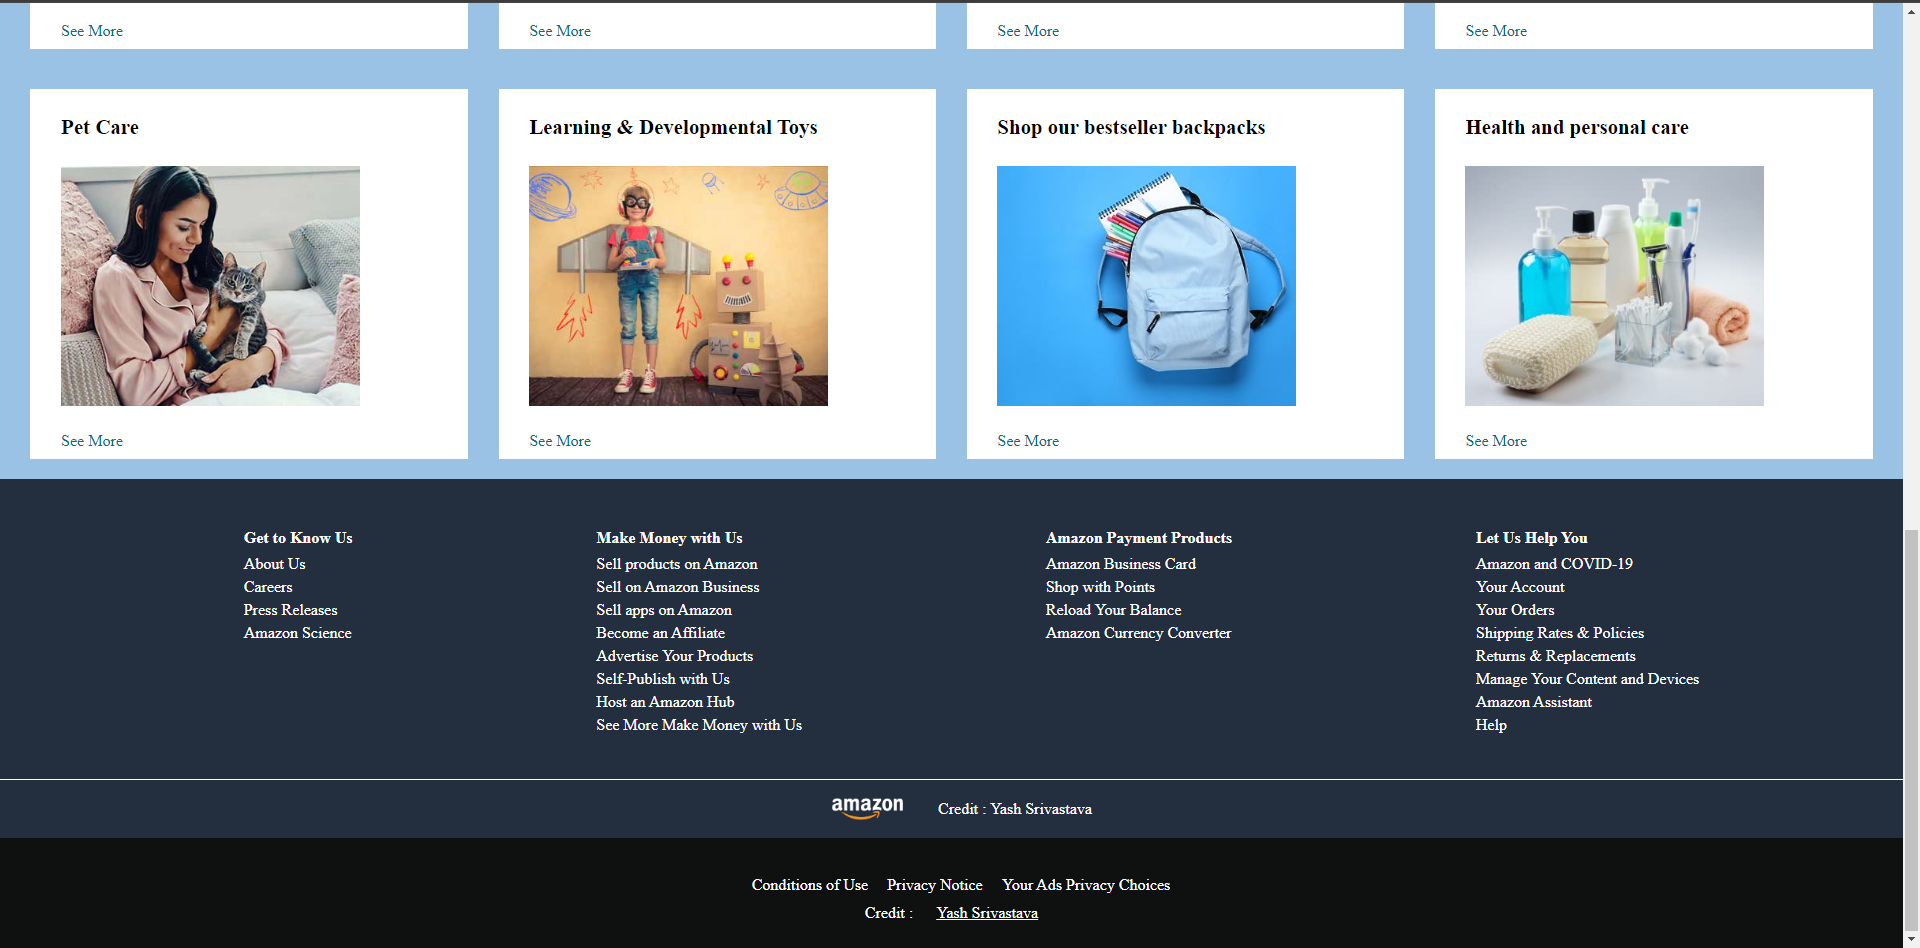 See More See More See More See More
Pet Care
See More
Learning & Developmental Toys
See More
Shop our bestseller backpacks
See More
Health and personal care
See More
Get to Know Us
About Us
Careers
Press Releases
Amazon Science
Make Money with Us
Sell products on Amazon
Sell on Amazon Business
Sell apps on Amazon
Become an Affiliate
Advertise Your Products
Self-Publish with Us
Host an Amazon Hub
See More Make Money with Us
Amazon Payment Products
Amazon Business Card
Shop with Points
Reload Your Balance
Amazon Currency Converter
Let Us Help You
Amazon and COVID-19
Your Account
Your Orders
Shipping Rates & Policies
Returns & Replacements
Manage Your Content and Devices
Amazon Assistant
Help
amazon Credit : Yash Srivastava
Conditions of Use Privacy Notice Your Ads Privacy Choices
Credit : Yash Srivastava